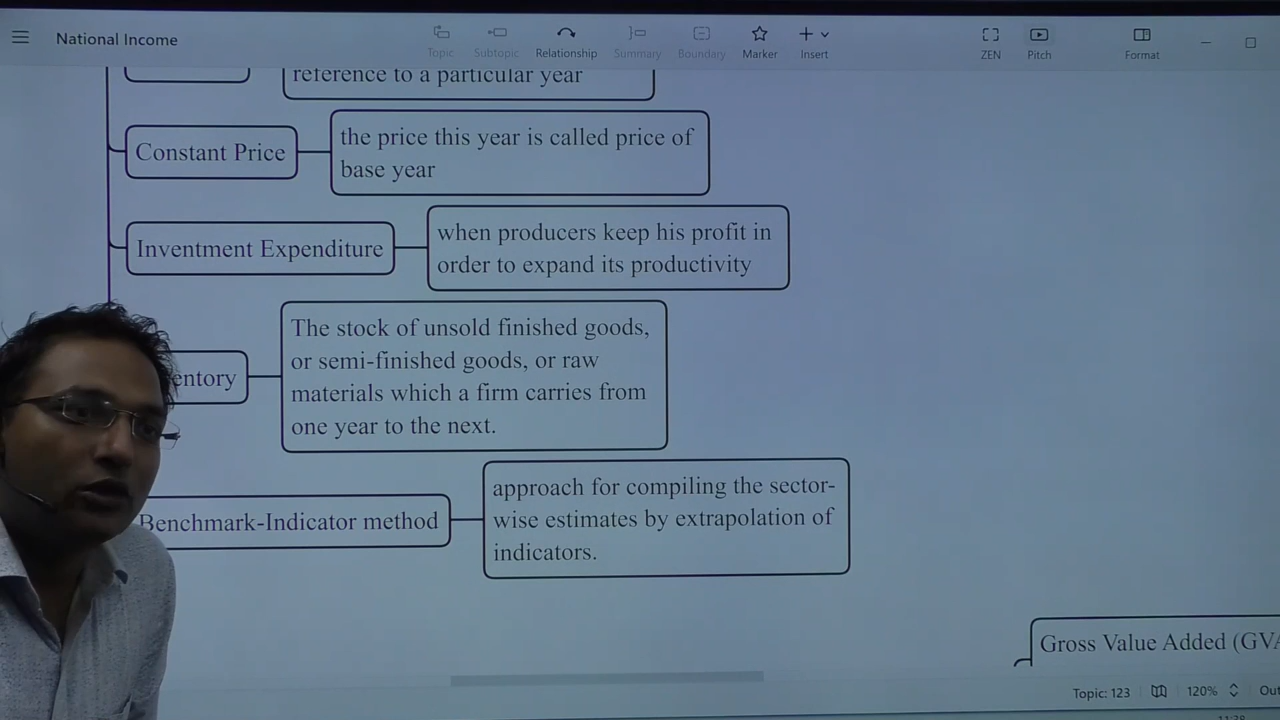 National Income
Topic
Subtopic
Relationship
Summary
Boundary
Marker
Insert
ZEN
Pitch
Format
reference to a particular year
Constant Price
the price this year is called price of
base year
Inventment Expenditure
when producers keep his profit in
order to expand its productivity
entory
The stock of unsold finished goods,
or semi-finished goods, or raw
materials which a firm carries from
one year to the next.
Benchmark-Indicator method
approach for compiling the sector-
wise estimates by extrapolation of
indicators.
Gross Value Added (GVA
Topic: 123
120%
Out